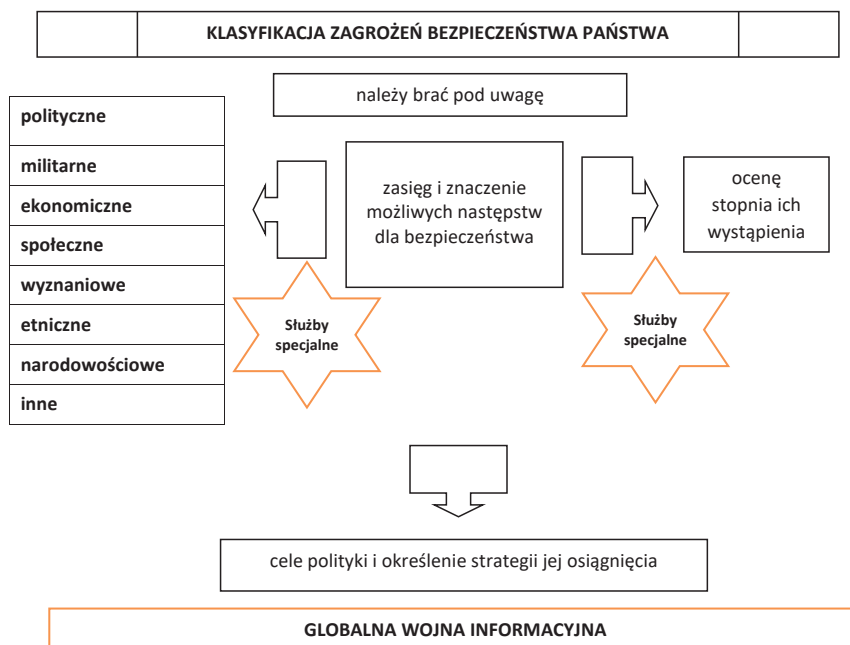 KLASYFIKACJA ZAGROŻEŃ BEZPIECZEŃSTWA PAŃSTWA
należy brać pod uwagę
polityczne
militarne
ekonomiczne
społeczne
wyznaniowe
etniczne
narodowościowe
inne
zasięg i znaczenie
możliwych następstw
dla bezpieczeństwa
ocenę
stopnia ich
wystąpienia
Służby
specjalne
Służby
specjalne
cele polityki i określenie strategii jej osiągnięcia
GLOBALNA WOJNA INFORMACYJNA